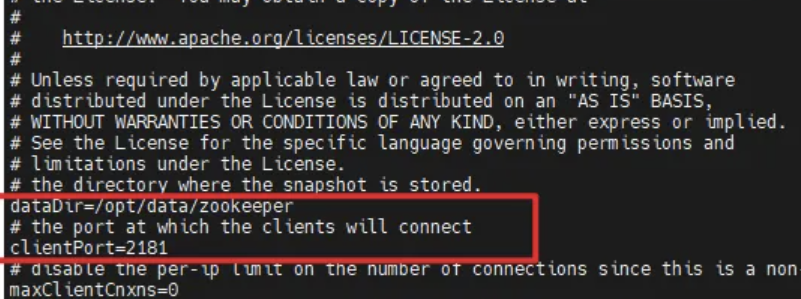 # the License. You may obtain a copy of the License at
#
# http://www.apache.org/licenses/LICENSE-2.0
#
# Unless required by applicable law or agreed to in writing, software
# distributed under the License is distributed on an "AS IS" BASIS,
# WITHOUT WARRANTIES OR CONDITIONS OF ANY KIND, either express or implied.
# See the License for the specific language governing permissions and
# limitations under the License.
# the directory where the snapshot is stored.
dataDir=/opt/data/zookeeper
# the port at which the clients will connect
clientPort=2181
# disable the per-ip limit on the number of connections since this is a non
maxClientCnxns=0